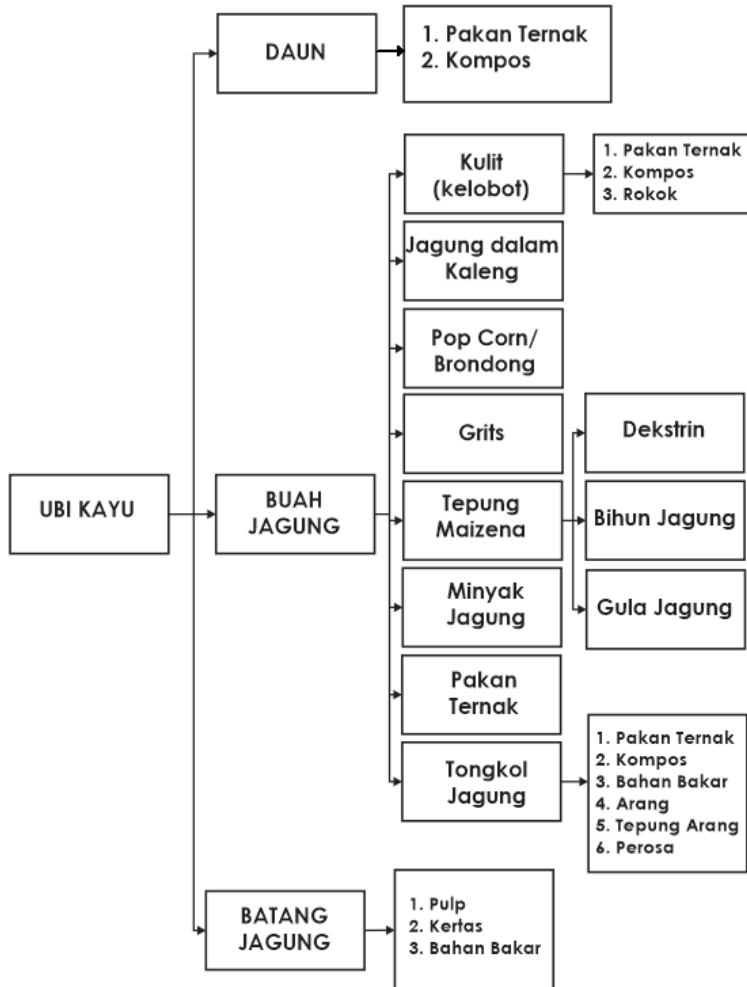 DAUN
1. Pakan Ternak
2. Kompos
Kulit
(kelobot)
1. Pakan Ternak
2. Kompos
3. Rokok
Jagung dalam
Kaleng
Pop Corn/
Brondong
Grits
Dekstrin
UBI KAYU
BUAH
JAGUNG
Tepung
Maizena
Bihun Jagung
Minyak
Jagung
Gula Jagung
Pakan
Ternak
Tongkol
Jagung
1. Pakan Ternak
2. Kompos
3. Bahan Bakar
4. Arang
5. Tepung Arang
6. Perosa
BATANG
JAGUNG
1. Pulp
2. Kertas
3. Bahan Bakar